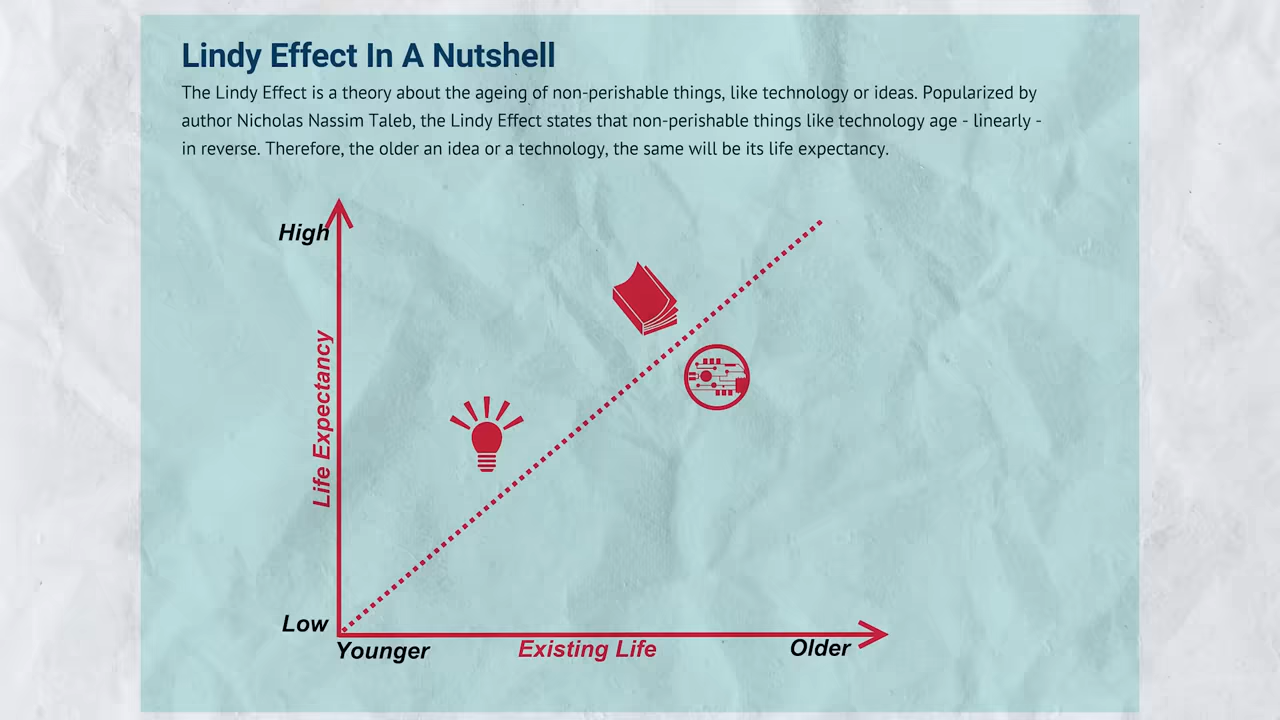 Lindy Effect In A Nutshell
The Lindy Effect is a theory about the ageing of non-perishable things, like technology or ideas. Popularized by
author Nicholas Nassim Taleb, the Lindy Effect states that non-perishable things like technology age - linearly -
in reverse. Therefore, the older an idea or a technology, the same will be its life expectancy.
High
Life Expectancy
Low
Younger
Existing Life
Older